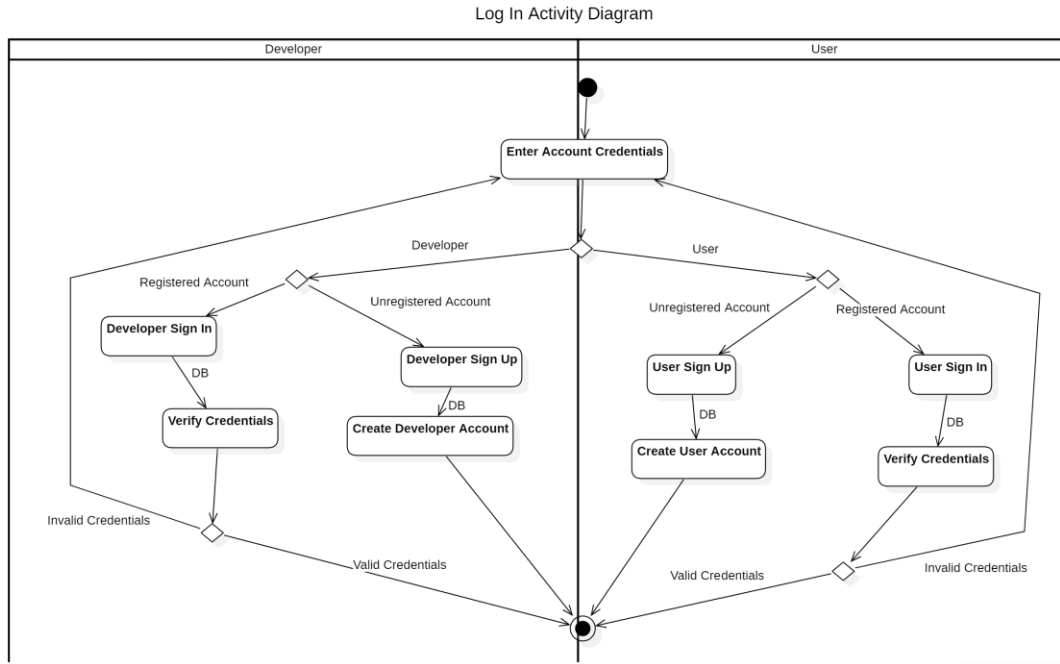 Log In Activity Diagram
Developer
User
Enter Account Credentials
Developer
User
Registered Account
Unregistered Account
Unregistered Account
Registered Account
Developer Sign In
Developer Sign Up
User Sign Up
User Sign In
DB
DB
DB
DB
Verify Credentials
Create Developer Account
Create User Account
Verify Credentials
Invalid Credentials
Valid Credentials
Valid Credentials
Invalid Credentials